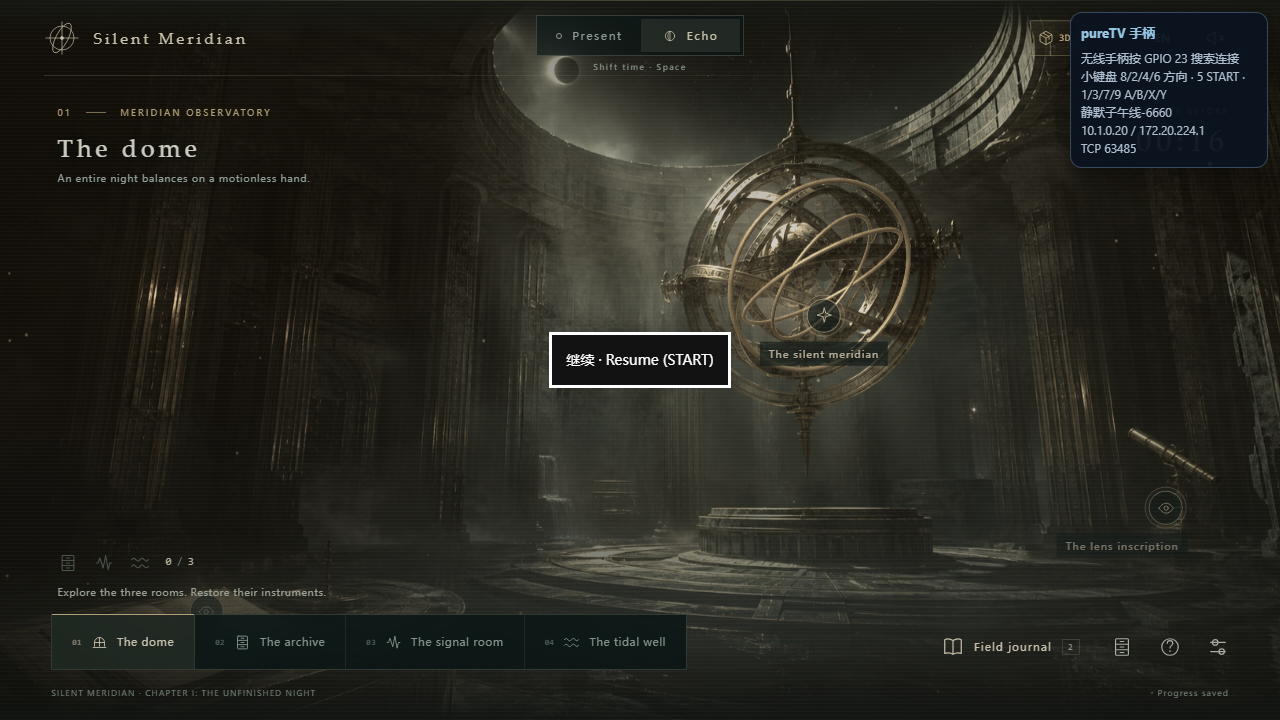 Silent Meridian
Present
Echo
Shift time · Space
3D
pureTV 手柄
无线手柄按 GPIO 23 搜索连接
小键盘 8/2/4/6 方向 · 5 START ·
1/3/7/9 A/B/X/Y
静默子午线-6660
10.1.0.20 / 172.20.224.1
TCP 63485
01 MERIDIAN OBSERVATORY
The dome
An entire night balances on a motionless hand.
继续 · Resume (START)
The silent meridian
The lens inscription
0 / 3
Explore the three rooms. Restore their instruments.
01 The dome
02 The archive
03 The signal room
04 The tidal well
Field journal 2
SILENT MERIDIAN · CHAPTER I: THE UNFINISHED NIGHT
· Progress saved